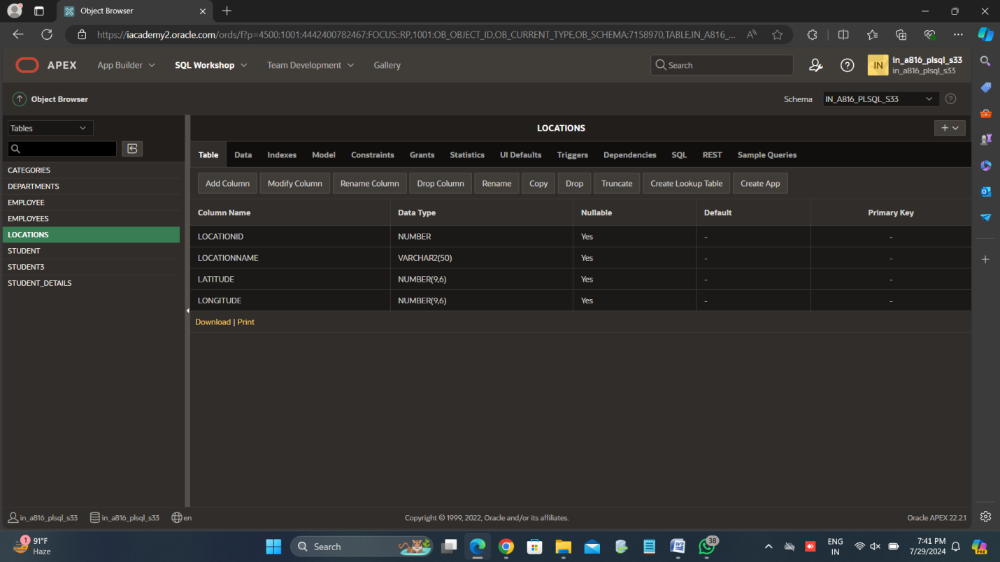 Object Browser
https://iacademy2.oracle.com/ords/f?p=4500:1001:4442400782467:FOCUS::RP,1001:OB_OBJECT_ID,OB_CURRENT_TYPE,OB_SCHEMA:7158970,TABLE,IN_A816_...
APEX App Builder SQL Workshop Team Development Gallery Search IN in_a816_plsql_s33
in_a816_plsql_s33
Object Browser Schema IN_A816_PLSQL_S33
Tables
CATEGORIES
DEPARTMENTS
EMPLOYEE
EMPLOYEES
LOCATIONS
STUDENT
STUDENT3
STUDENT_DETAILS
LOCATIONS
Table Data Indexes Model Constraints Grants Statistics UI Defaults Triggers Dependencies SQL REST Sample Queries
Add Column Modify Column Rename Column Drop Column Rename Copy Drop Truncate Create Lookup Table Create App
Column Name Data Type Nullable Default Primary Key
LOCATIONID NUMBER Yes - -
LOCATIONNAME VARCHAR2(50) Yes - -
LATITUDE NUMBER(9,6) Yes - -
LONGITUDE NUMBER(9,6) Yes - -
Download | Print
in_a816_plsql_s33 in_a816_plsql_s33 en Copyright © 1999, 2022, Oracle and/or its affiliates. Oracle APEX 22.2.1
1 91°F
Haze
Search
38
ENG
IN
7:41 PM
7/29/2024
PRE